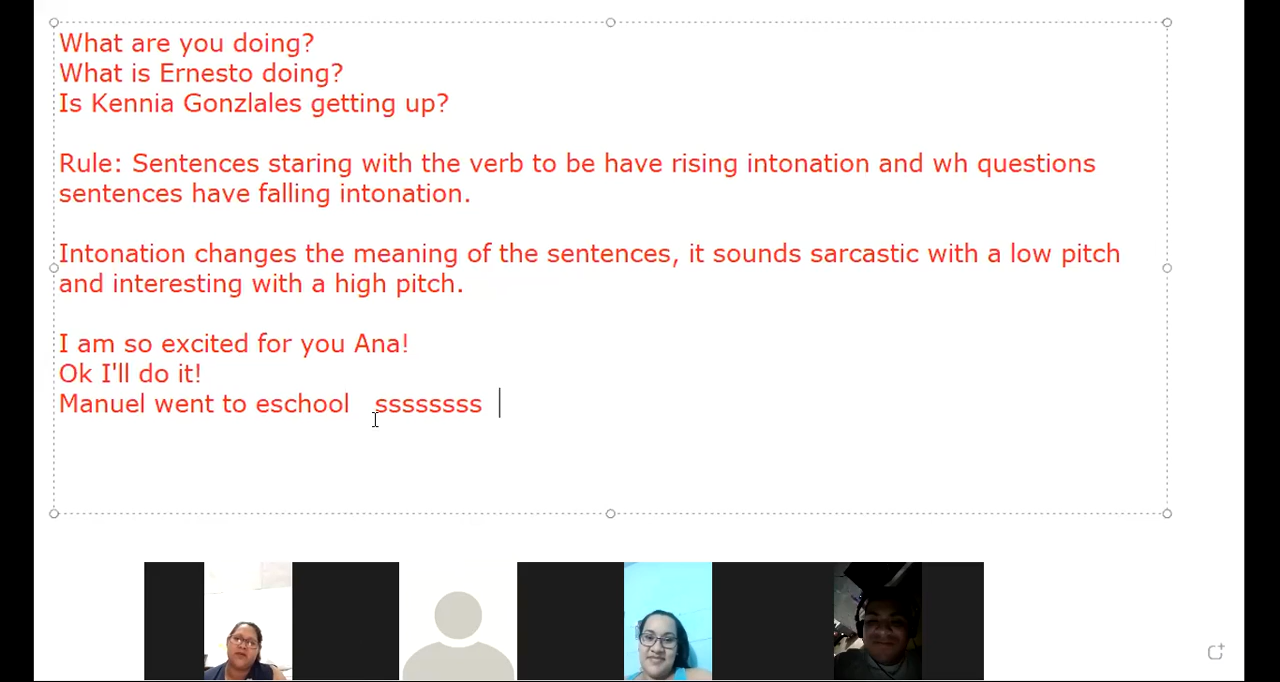 What are you doing?
What is Ernesto doing?
Is Kennia Gonzlales getting up?
Rule: Sentences staring with the verb to be have rising intonation and wh questions
sentences have falling intonation.
Intonation changes the meaning of the sentences, it sounds sarcastic with a low pitch
and interesting with a high pitch.
I am so excited for you Ana!
Ok I'll do it!
Manuel went to eschool ssssssss